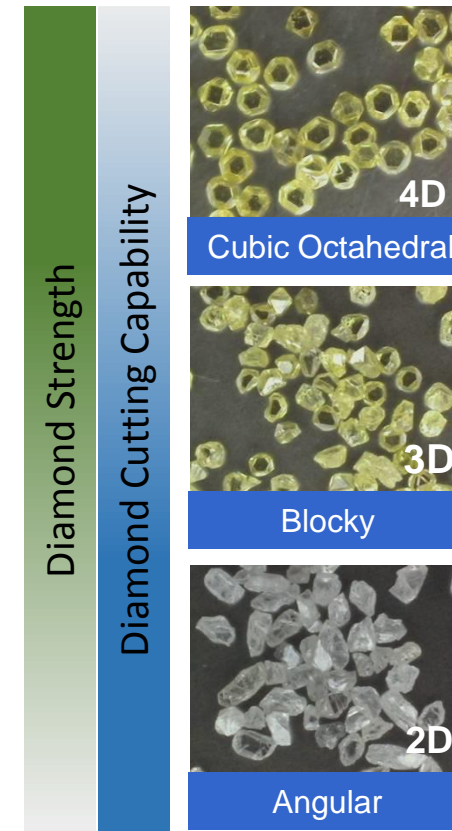 Diamond Strength
Diamond Cutting Capability
4D
Cubic Octahedral
3D
Blocky
2D
Angular